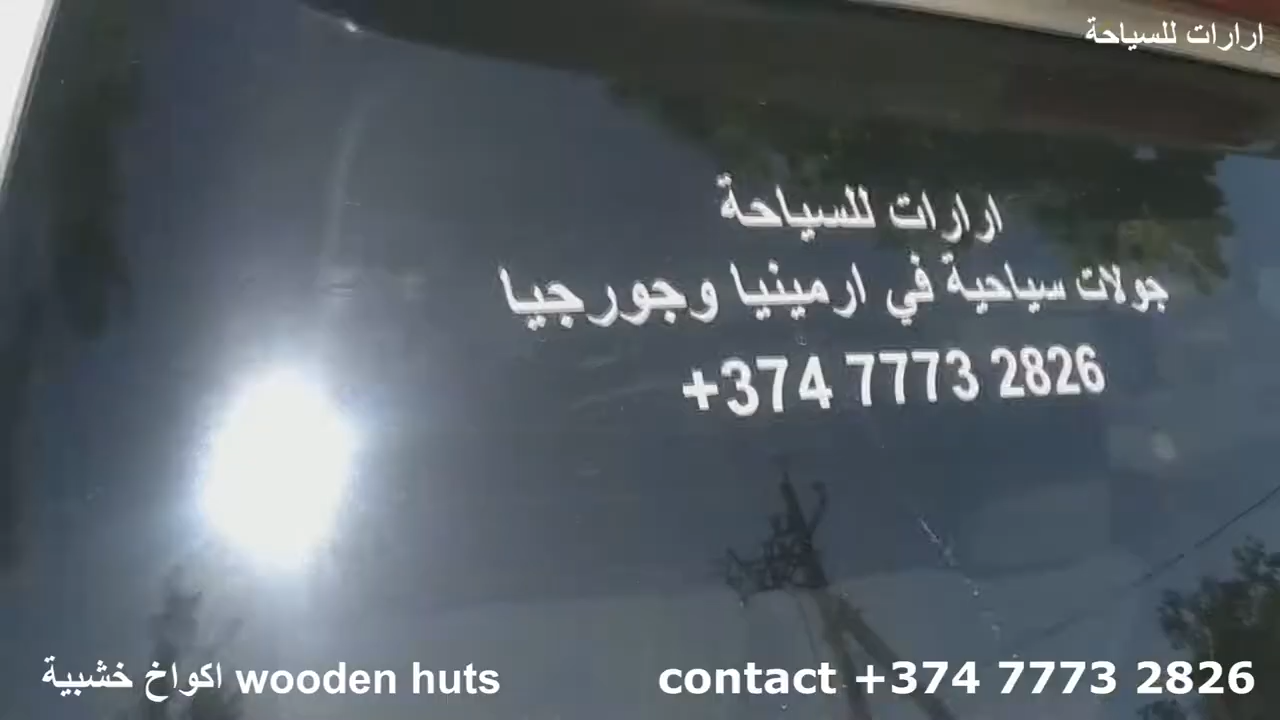 ارارات للسياحة
ارارات للسياحة
جولات سياحية في ارمينيا وجورجيا
+374 7773 2826
اكواخ خشبية wooden huts
contact +374 7773 2826